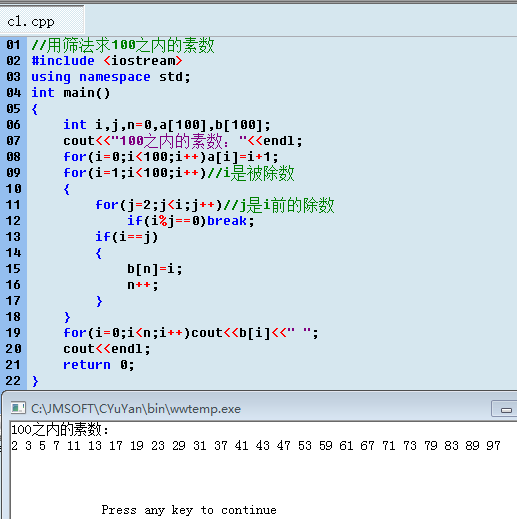 cl.cpp
01 //用筛法求100之内的素数
02 #include <iostream>
03 using namespace std;
04 int main()
05 {
06 int i,j,n=0,a[100],b[100];
07 cout<<"100之内的素数："<<endl;
08 for(i=0;i<100;i++)a[i]=i+1;
09 for(i=1;i<100;i++)//i是被除数
10 {
11 for(j=2;j<i;j++)//j是i前的除数
12 if(i%j==0)break;
13 if(i==j)
14 {
15 b[n]=i;
16 n++;
17 }
18 }
19 for(i=0;i<n;i++)cout<<b[i]<<" ";
20 cout<<endl;
21 return 0;
22 }
C:\JMSOFT\CYuYan\bin\wwtemp.exe
100之内的素数：
2 3 5 7 11 13 17 19 23 29 31 37 41 43 47 53 59 61 67 71 73 79 83 89 97
Press any key to continue